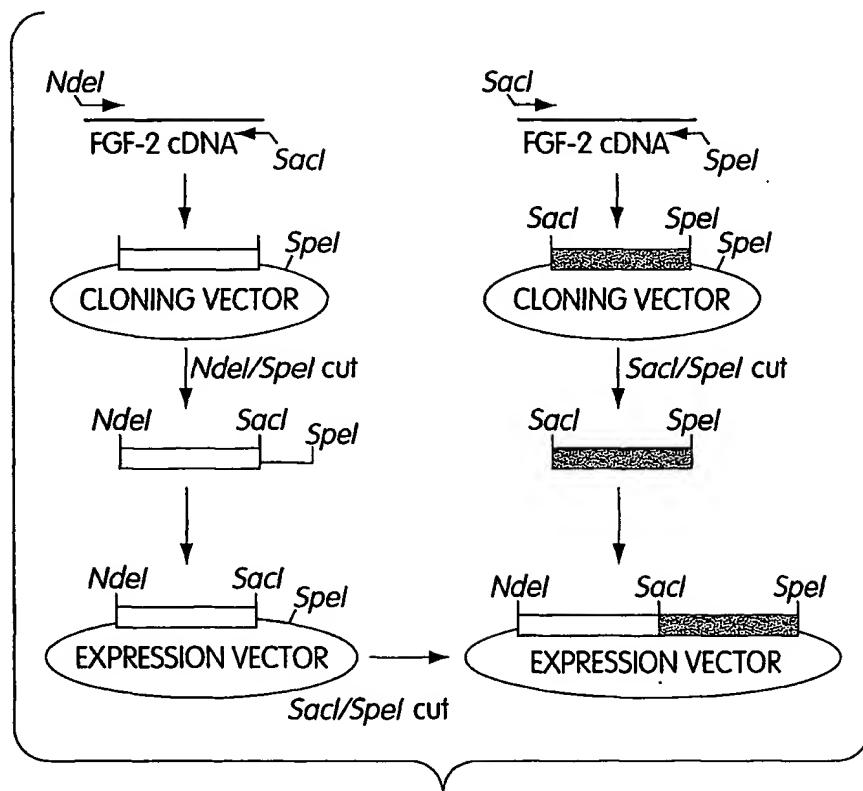 NdeI
FGF-2 cDNA
SacI
SpeI
CLONING VECTOR
NdeI/SpeI cut
NdeI SacI
SpeI
NdeI SacI
SpeI
EXPRESSION VECTOR
SacI/SpeI cut
SacI
FGF-2 cDNA
SpeI
SacI SpeI
SpeI
CLONING VECTOR
SacI/SpeI cut
SacI SpeI
NdeI SacI SpeI
EXPRESSION VECTOR